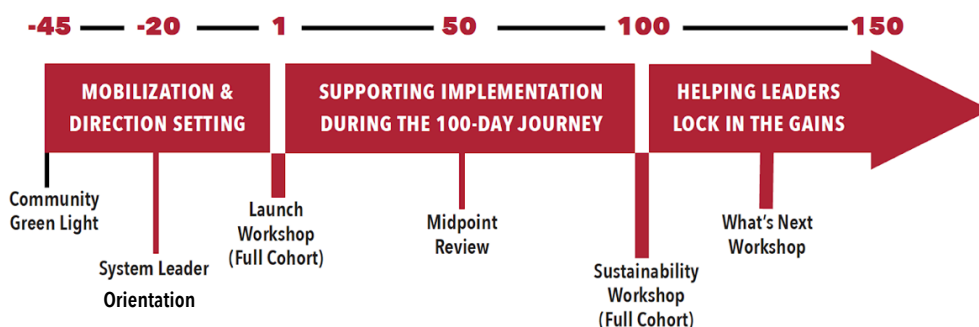 -45 -20 1 50 100 150
MOBILIZATION &
DIRECTION SETTING
SUPPORTING IMPLEMENTATION
DURING THE 100-DAY JOURNEY
HELPING LEADERS
LOCK IN THE GAINS
Community
Green Light
System Leader
Orientation
Launch
Workshop
(Full Cohort)
Midpoint
Review
Sustainability
Workshop
(Full Cohort)
What's Next
Workshop